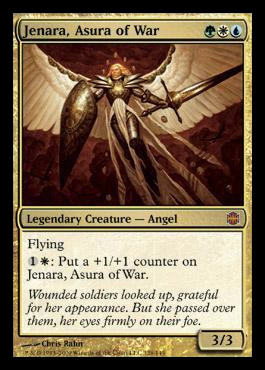 Jenara, Asura of War
Legendary Creature — Angel
Flying
1: Put a +1/+1 counter on
Jenara, Asura of War.
Wounded soldiers looked up, grateful
for her appearance. But she passed over
them, her eyes firmly on their foe.
Chris Rahn
3/3